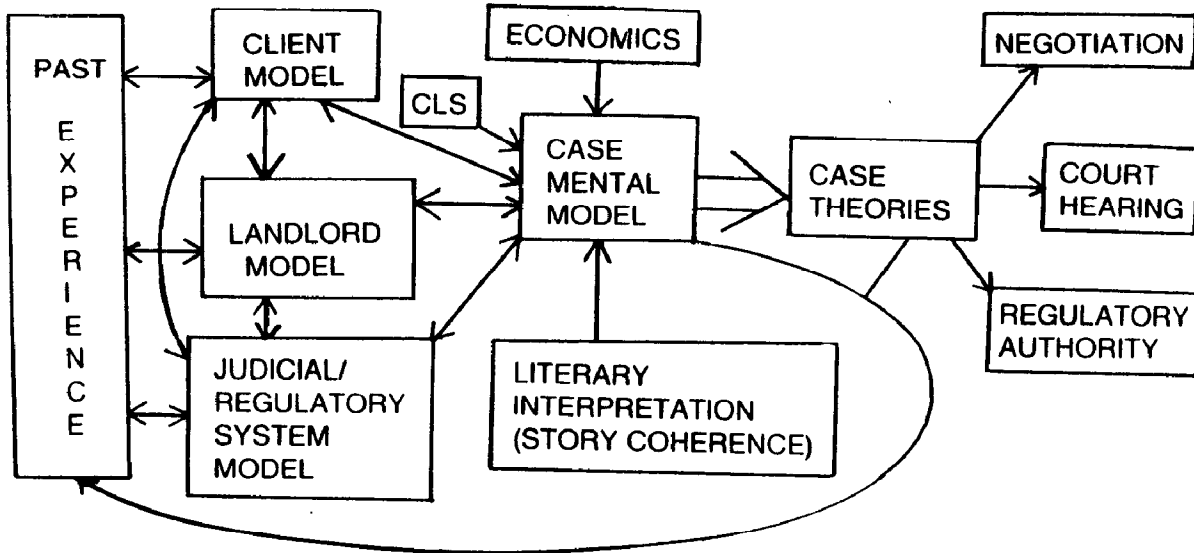 PAST
EXPERIENCE
CLIENT
MODEL
LANDLORD
MODEL
JUDICIAL/
REGULATORY
SYSTEM
MODEL
CLS
ECONOMICS
CASE
MENTAL
MODEL
LITERARY
INTERPRETATION
(STORY COHERENCE)
CASE
THEORIES
NEGOTIATION
COURT
HEARING
REGULATORY
AUTHORITY